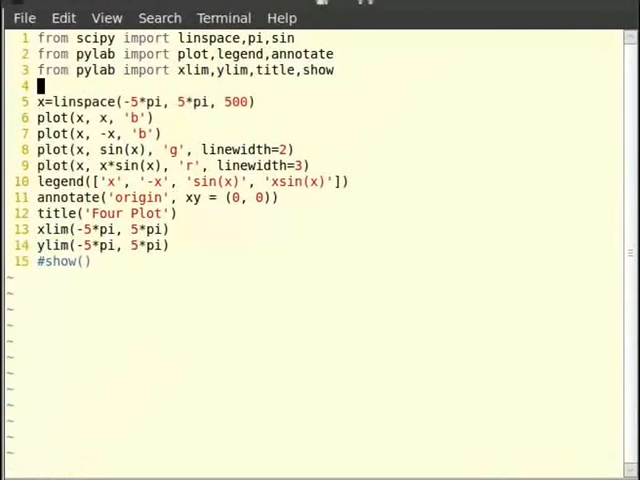 File Edit View Search Terminal Help
1 from scipy import linspace,pi,sin
2 from pylab import plot,legend,annotate
3 from pylab import xlim,ylim,title,show
4
5 x=linspace(-5*pi, 5*pi, 500)
6 plot(x, x, 'b')
7 plot(x, -x, 'b')
8 plot(x, sin(x), 'g', linewidth=2)
9 plot(x, x*sin(x), 'r', linewidth=3)
10 legend(['x', '-x', 'sin(x)', 'xsin(x)'])
11 annotate('origin', xy = (0, 0))
12 title('Four Plot')
13 xlim(-5*pi, 5*pi)
14 ylim(-5*pi, 5*pi)
15 #show()
~
~
~
~
~
~
~
~
~
~
~
~